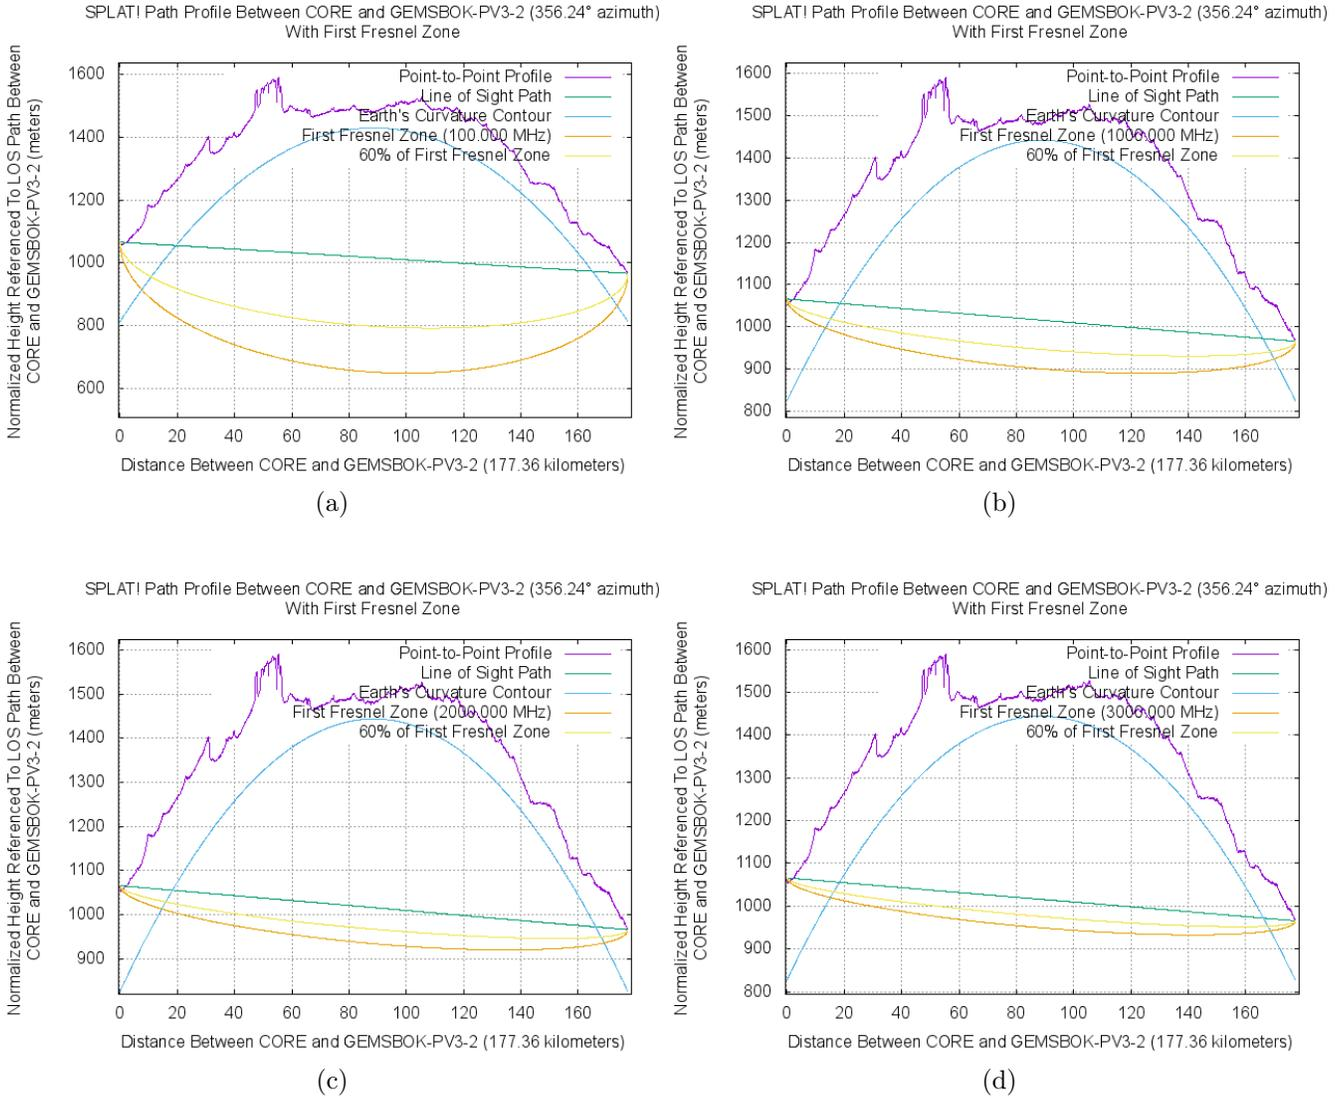 SPLAT! Path Profile Between CORE and GEMSBOK-PV3-2 (356.24° azimuth)
With First Fresnel Zone
Normalized Height Referenced To LOS Path Between
CORE and GEMSBOK-PV3-2 (meters)
1600
1400
1200
1000
800
600
Point-to-Point Profile
Line of Sight Path
Earth's Curvature Contour
First Fresnel Zone (100.000 MHz)
60% of First Fresnel Zone
0 20 40 60 80 100 120 140 160
Distance Between CORE and GEMSBOK-PV3-2 (177.36 kilometers)
(a)
SPLAT! Path Profile Between CORE and GEMSBOK-PV3-2 (356.24° azimuth)
With First Fresnel Zone
Normalized Height Referenced To LOS Path Between
CORE and GEMSBOK-PV3-2 (meters)
1600
1500
1400
1300
1200
1100
1000
900
800
Point-to-Point Profile
Line of Sight Path
Earth's Curvature Contour
First Fresnel Zone (1000.000 MHz)
60% of First Fresnel Zone
0 20 40 60 80 100 120 140 160
Distance Between CORE and GEMSBOK-PV3-2 (177.36 kilometers)
(b)
SPLAT! Path Profile Between CORE and GEMSBOK-PV3-2 (356.24° azimuth)
With First Fresnel Zone
Normalized Height Referenced To LOS Path Between
CORE and GEMSBOK-PV3-2 (meters)
1600
1500
1400
1300
1200
1100
1000
900
Point-to-Point Profile
Line of Sight Path
Earth's Curvature Contour
First Fresnel Zone (2000.000 MHz)
60% of First Fresnel Zone
0 20 40 60 80 100 120 140 160
Distance Between CORE and GEMSBOK-PV3-2 (177.36 kilometers)
(c)
SPLAT! Path Profile Between CORE and GEMSBOK-PV3-2 (356.24° azimuth)
With First Fresnel Zone
Normalized Height Referenced To LOS Path Between
CORE and GEMSBOK-PV3-2 (meters)
1600
1500
1400
1300
1200
1100
1000
900
800
Point-to-Point Profile
Line of Sight Path
Earth's Curvature Contour
First Fresnel Zone (3000.000 MHz)
60% of First Fresnel Zone
0 20 40 60 80 100 120 140 160
Distance Between CORE and GEMSBOK-PV3-2 (177.36 kilometers)
(d)